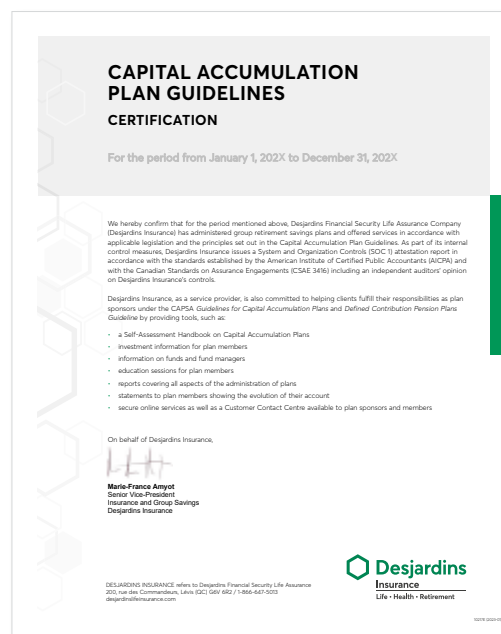 CAPITAL ACCUMULATION
PLAN GUIDELINES
CERTIFICATION
For the period from January 1, 202X to December 31, 202X
We hereby confirm that for the period mentioned above, Desjardins Financial Security Life Assurance Company
(Desjardins Insurance) has administered group retirement savings plans and offered services in accordance with
applicable legislation and the principles set out in the Capital Accumulation Plan Guidelines. As part of its internal
control measures, Desjardins Insurance issues a System and Organization Controls (SOC 1) attestation report in
accordance with the standards established by the American Institute of Certified Public Accountants (AICPA) and
with the Canadian Standards on Assurance Engagements (CSAE 3416) including an independent auditors' opinion
on Desjardins Insurance's controls.
Desjardins Insurance, as a service provider, is also committed to helping clients fulfill their responsibilities as plan
sponsors under the CAPSA Guidelines for Capital Accumulation Plans and Defined Contribution Pension Plans
Guideline by providing tools, such as:
• a Self-Assessment Handbook on Capital Accumulation Plans
• investment information for plan members
• information on funds and fund managers
• education sessions for plan members
• reports covering all aspects of the administration of plans
• statements to plan members showing the evolution of their account
• secure online services as well as a Customer Contact Centre available to plan sponsors and members
On behalf of Desjardins Insurance,
Marie-France Amyot
Senior Vice-President
Insurance and Group Savings
Desjardins Insurance
Desjardins
Insurance
Life • Health • Retirement
DESJARDINS INSURANCE refers to Desjardins Financial Security Life Assurance
200, rue des Commandeurs, Lévis (QC) G6V 6R2 / 1-866-647-5013
desjardinslifeinsurance.com